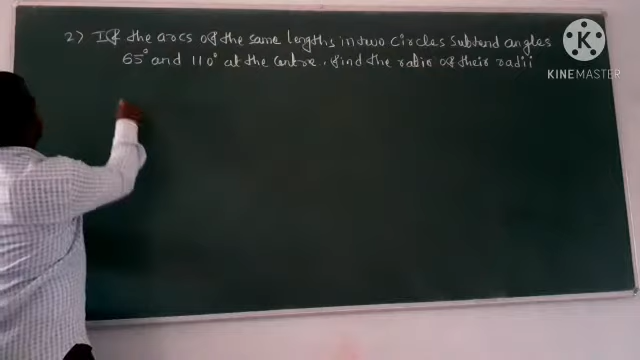 2) If the arcs of the same lengths in two circles subtend angles
65° and 110° at the centre, find the ratio of their radii
K
KINEMASTER